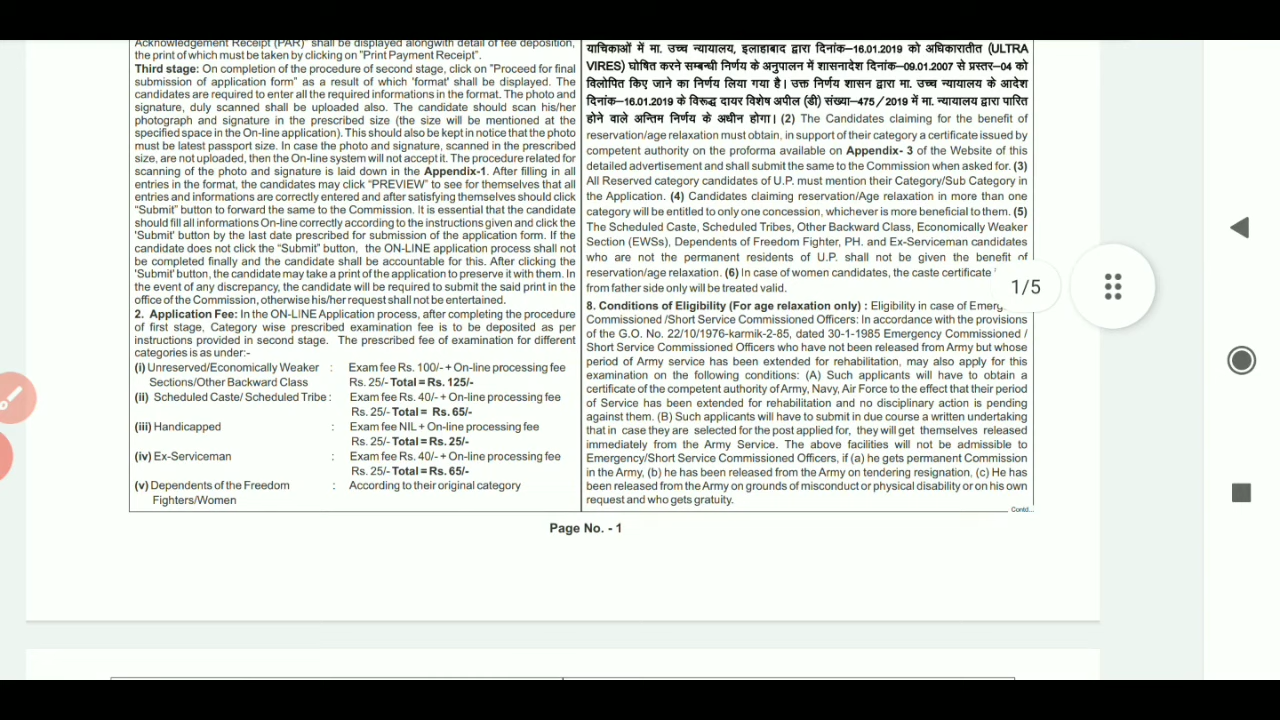 Acknowledgement Receipt (PAR)" shall be displayed alongwith detail of fee deposition,
the print of which must be taken by clicking on "Print Payment Receipt".
Third stage: On completion of the procedure of second stage, click on "Proceed for final
submission of application form" as a result of which 'format' shall be displayed. The
candidates are required to enter all the required informations in the format. The photo and
signature, duly scanned shall be uploaded also. The candidate should scan his/her
photograph and signature in the prescribed size (the size will be mentioned at the
specified space in the On-line application). This should also be kept in notice that the photo
must be latest passport size. In case the photo and signature, scanned in the prescribed
size, are not uploaded, then the On-line system will not accept it. The procedure related for
scanning of the photo and signature is laid down in the Appendix-1. After filling in all
entries in the format, the candidates may click "PREVIEW" to see for themselves that all
entries and informations are correctly entered and after satisfying themselves should click
"Submit" button to forward the same to the Commission. It is essential that the candidate
should fill all informations On-line correctly according to the instructions given and click the
'Submit' button by the last date prescribed for submission of the application form. If the
candidate does not click the "Submit" button, the ON-LINE application process shall not
be completed finally and the candidate shall be accountable for this. After clicking the
'Submit' button, the candidate may take a print of the application to preserve it with them. In
the event of any discrepancy, the candidate will be required to submit the said print in the
office of the Commission, otherwise his/her request shall not be entertained.
2. Application Fee: In the ON-LINE Application process, after completing the procedure
of first stage, Category wise prescribed examination fee is to be deposited as per
instructions provided in second stage. The prescribed fee of examination for different
categories is as under:-
(i) Unreserved/Economically Weaker : Exam fee Rs. 100/- + On-line processing fee
Sections/Other Backward Class Rs. 25/- Total = Rs. 125/-
(ii) Scheduled Caste/ Scheduled Tribe : Exam fee Rs. 40/- + On-line processing fee
Rs. 25/- Total = Rs. 65/-
(iii) Handicapped : Exam fee NIL + On-line processing fee
Rs. 25/- Total = Rs. 25/-
(iv) Ex-Serviceman : Exam fee Rs. 40/- + On-line processing fee
Rs. 25/- Total = Rs. 65/-
(v) Dependents of the Freedom : According to their original category
Fighters/Women
याचिकाओं में मा. उच्च न्यायालय, इलाहाबाद द्वारा दिनांक-16.01.2019 को अधिकारातीत (ULTRA
VIRES) घोषित करने सम्बन्धी निर्णय के अनुपालन में शासनादेश दिनांक-09.01.2007 से प्रस्तर-04 को
विलोपित किए जाने का निर्णय लिया गया है। उक्त निर्णय शासन द्वारा मा. उच्च न्यायालय के आदेश
दिनांक-16.01.2019 के विरूद्ध दायर विशेष अपील (डी) संख्या-475/2019 में मा. न्यायालय द्वारा पारित
होने वाले अन्तिम निर्णय के अधीन होगा। (2) The Candidates claiming for the benefit of
reservation/age relaxation must obtain, in support of their category a certificate issued by
competent authority on the proforma available on Appendix- 3 of the Website of this
detailed advertisement and shall submit the same to the Commission when asked for. (3)
All Reserved category candidates of U.P. must mention their Category/Sub Category in
the Application. (4) Candidates claiming reservation/Age relaxation in more than one
category will be entitled to only one concession, whichever is more beneficial to them. (5)
The Scheduled Caste, Scheduled Tribes, Other Backward Class, Economically Weaker
Section (EWSs), Dependents of Freedom Fighter, PH. and Ex-Serviceman candidates
who are not the permanent residents of U.P. shall not be given the benefit of
reservation/age relaxation. (6) In case of women candidates, the caste certificate
from father side only will be treated valid.
8. Conditions of Eligibility (For age relaxation only) : Eligibility in case of Emerg
Commissioned /Short Service Commissioned Officers: In accordance with the provisions
of the G.O. No. 22/10/1976-karmik-2-85, dated 30-1-1985 Emergency Commissioned /
Short Service Commissioned Officers who have not been released from Army but whose
period of Army service has been extended for rehabilitation, may also apply for this
examination on the following conditions: (A) Such applicants will have to obtain a
certificate of the competent authority of Army, Navy, Air Force to the effect that their period
of Service has been extended for rehabilitation and no disciplinary action is pending
against them. (B) Such applicants will have to submit in due course a written undertaking
that in case they are selected for the post applied for, they will get themselves released
immediately from the Army Service. The above facilities will not be admissible to
Emergency/Short Service Commissioned Officers, if (a) he gets permanent Commission
in the Army, (b) he has been released from the Army on tendering resignation, (c) He has
been released from the Army on grounds of misconduct or physical disability or on his own
request and who gets gratuity.
Contd...
1/5
Page No. - 1